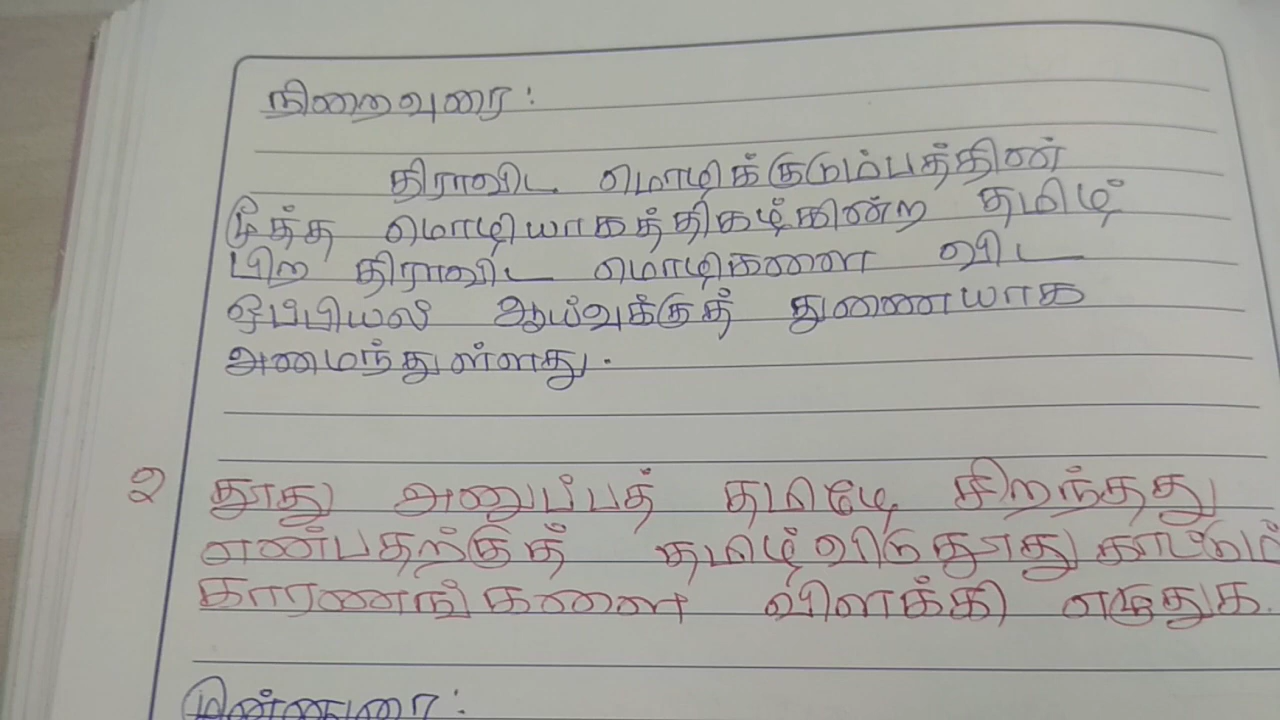 நிறைவுரை:
திராவிட மொழிக்குடும்பத்தின்
மூத்த மொழியாகத்திகழ்கின்ற தமிழ்
பிற திராவிட மொழிகளை விட
ஒப்பியல் ஆய்வுக்குத் துணையாக
அமைந்துள்ளது.
2 தூது அனுப்பத் தமிழே சிறந்தது
என்பதற்குத் தமிழ்விடுதூது காட்டும்
காரணங்களை விளக்கி எழுதுக.
முன்னுரை: